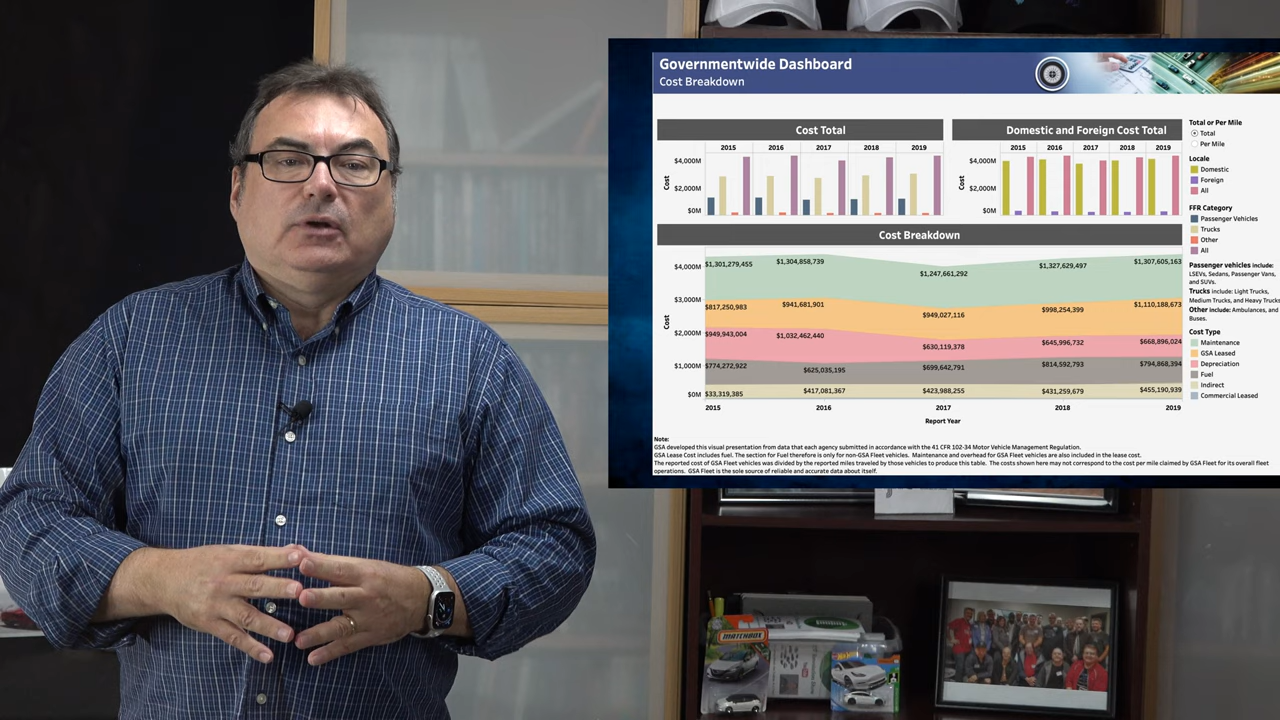 Governmentwide Dashboard
Cost Breakdown
Cost Total
2015 2016 2017 2018 2019
Cost
$4,000M
$2,000M
$0M
Domestic and Foreign Cost Total
2015 2016 2017 2018 2019
Cost
$4,000M
$2,000M
$0M
Cost Breakdown
Cost
$4,000M
$3,000M
$2,000M
$1,000M
$0M
$1,301,279,455 $1,304,858,739 $1,247,661,292 $1,327,629,497 $1,307,605,163
$817,250,983 $941,681,901 $949,027,116 $998,254,399 $1,110,188,673
$949,943,004 $1,032,462,440 $630,119,378 $645,996,732 $668,896,024
$774,272,922 $625,035,195 $699,642,791 $814,592,793 $794,868,394
$33,319,385 $417,081,367 $423,988,255 $431,259,679 $455,190,939
2015 2016 2017 2018 2019
Report Year
Total or Per Mile
Total
Per Mile
Locale
Domestic
Foreign
All
FFR Category
Passenger Vehicles
Trucks
Other
All
Passenger vehicles include:
LSEVs, Sedans, Passenger Vans,
and SUVs.
Trucks include: Light Trucks,
Medium Trucks, and Heavy Trucks
Other include: Ambulances, and
Buses.
Cost Type
Maintenance
GSA Leased
Depreciation
Fuel
Indirect
Commercial Leased
Note:
GSA developed this visual presentation from data that each agency submitted in accordance with the 41 CFR 102-34 Motor Vehicle Management Regulation.
GSA Lease Cost includes fuel. The section for Fuel therefore is only for non-GSA Fleet vehicles. Maintenance and overhead for GSA Fleet vehicles are also included in the lease cost.
The reported cost of GSA Fleet vehicles was divided by the reported miles traveled by those vehicles to produce this table. The costs shown here may not correspond to the cost per mile claimed by GSA Fleet for its overall fleet
operations. GSA Fleet is the sole source of reliable and accurate data about itself.
MATCHBOX